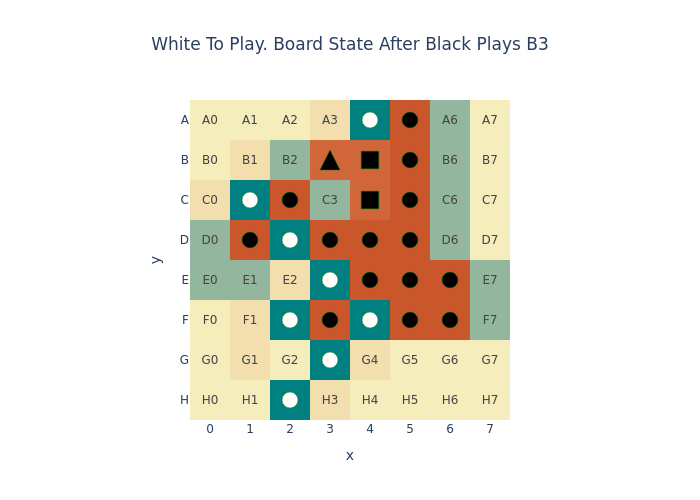 White To Play. Board State After Black Plays B3
A A0 A1 A2 A3 A6 A7
B B0 B1 B2 B6 B7
C C0 C3 C6 C7
D D0 D6 D7
E E0 E1 E2 E7
F F0 F1 F7
G G0 G1 G2 G4 G5 G6 G7
H H0 H1 H3 H4 H5 H6 H7
0 1 2 3 4 5 6 7
x
y